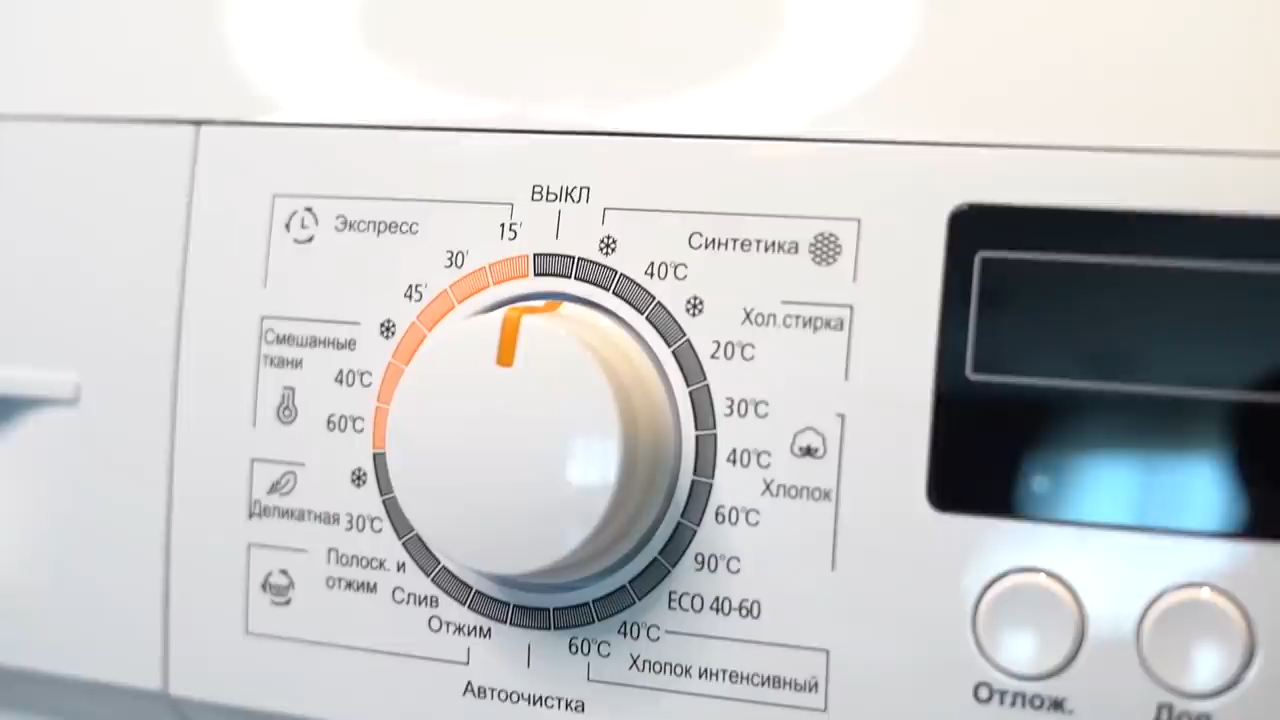 ВЫКЛ
Экспресс
15'
30'
45'
Смешанные
ткани
40°C
60°C
Деликатная 30°C
Полоск. и
отжим
Слив
Отжим
Автоочистка
Синтетика
40°C
Хол.стирка
20°C
30°C
40°C
Хлопок
60°C
90°C
ECO 40-60
40°C
60°C
Хлопок интенсивный
Отлож.